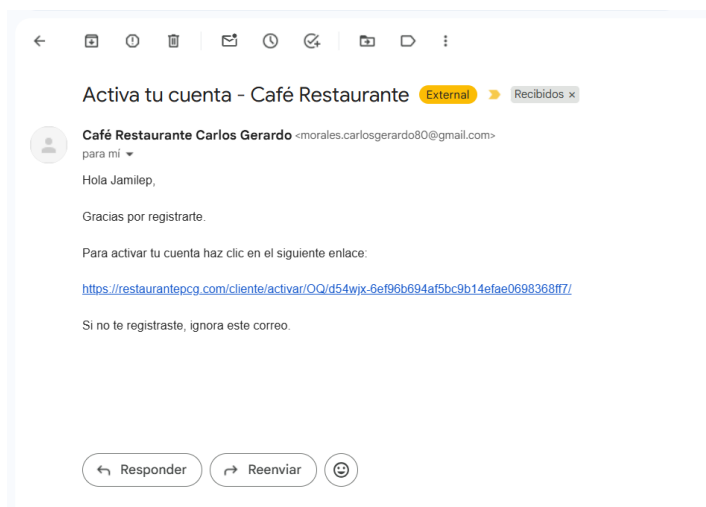 Activa tu cuenta - Café Restaurante External Recibidos ×
Café Restaurante Carlos Gerardo <morales.carlosgerardo80@gmail.com>
para mí
Hola Jamilep,
Gracias por registrarte.
Para activar tu cuenta haz clic en el siguiente enlace:
https://restaurantepcg.com/cliente/activar/OQ/d54wjx-6ef96b694af5bc9b14efae0698368ff7/
Si no te registraste, ignora este correo.
Responder Reenviar